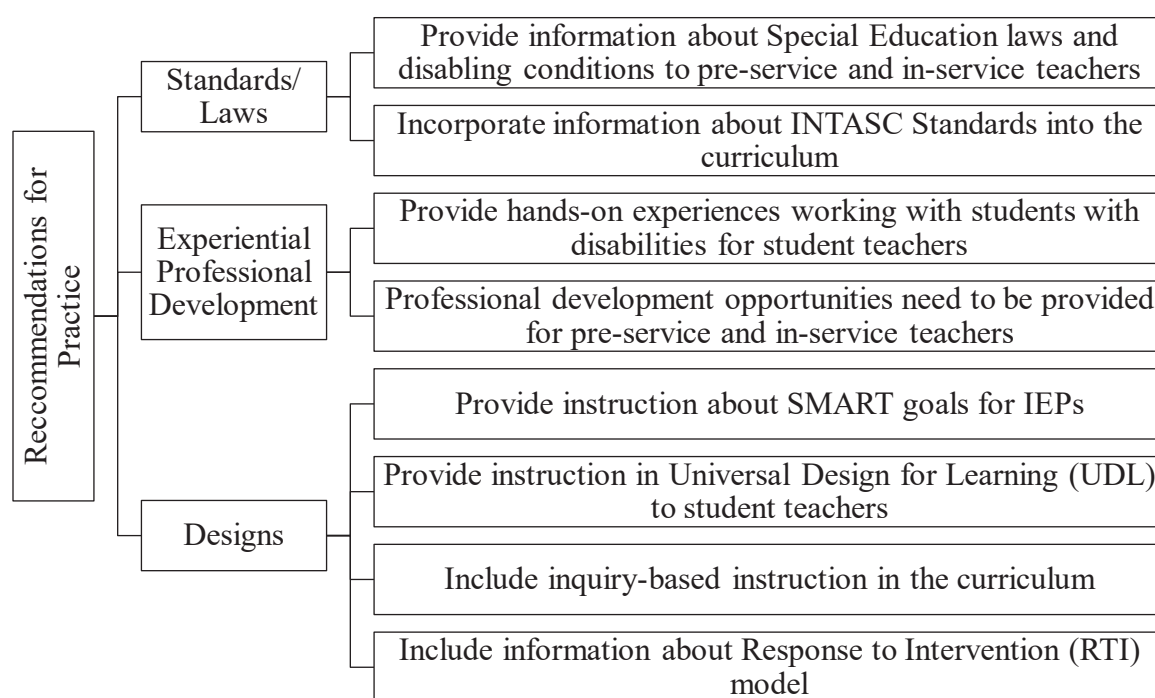 Reccommendations for
Practice
Standards/
Laws
Provide information about Special Education laws and
disabling conditions to pre-service and in-service teachers
Incorporate information about INTASC Standards into the
curriculum
Experiential
Professional
Development
Provide hands-on experiences working with students with
disabilities for student teachers
Professional development opportunities need to be provided
for pre-service and in-service teachers
Designs
Provide instruction about SMART goals for IEPs
Provide instruction in Universal Design for Learning (UDL)
to student teachers
Include inquiry-based instruction in the curriculum
Include information about Response to Intervention (RTI)
model